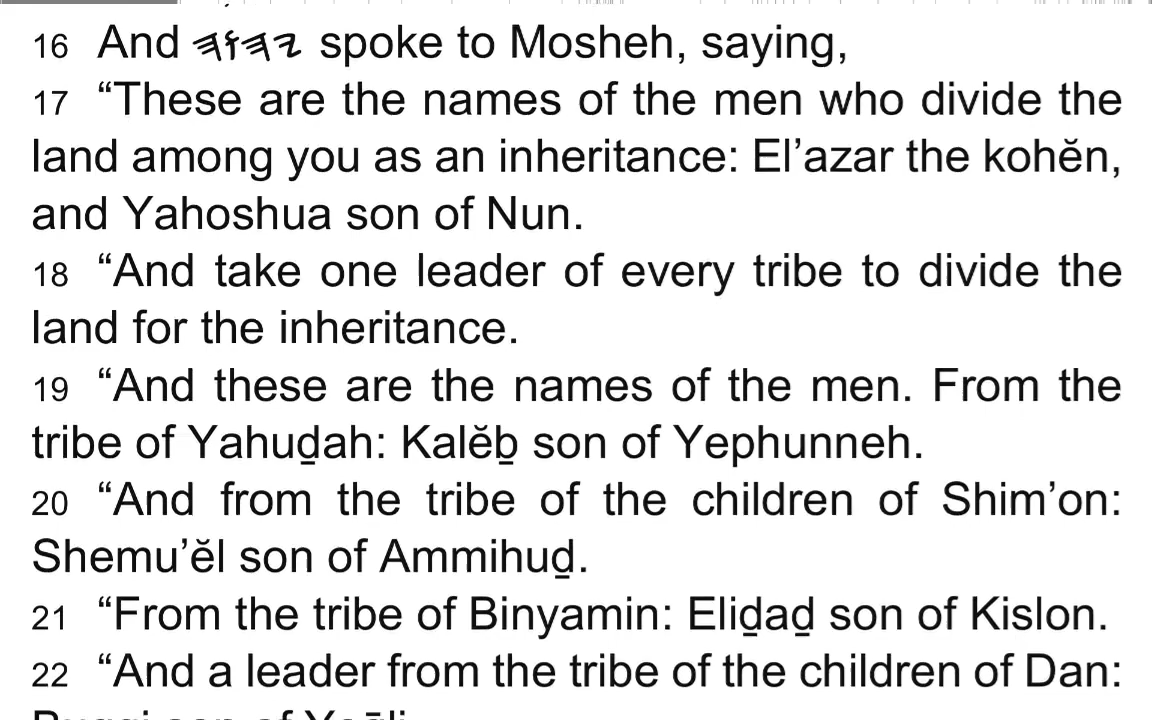 16 And 𐤉𐤄𐤅𐤄 spoke to Mosheh, saying,
17 “These are the names of the men who divide the
land among you as an inheritance: El’azar the kohĕn,
and Yahoshua son of Nun.
18 “And take one leader of every tribe to divide the
land for the inheritance.
19 “And these are the names of the men. From the
tribe of Yahuḏah: Kalĕḇ son of Yephunneh.
20 “And from the tribe of the children of Shim’on:
Shemu’ĕl son of Ammihuḏ.
21 “From the tribe of Binyamin: Eliḏaḏ son of Kislon.
22 “And a leader from the tribe of the children of Dan:
son of